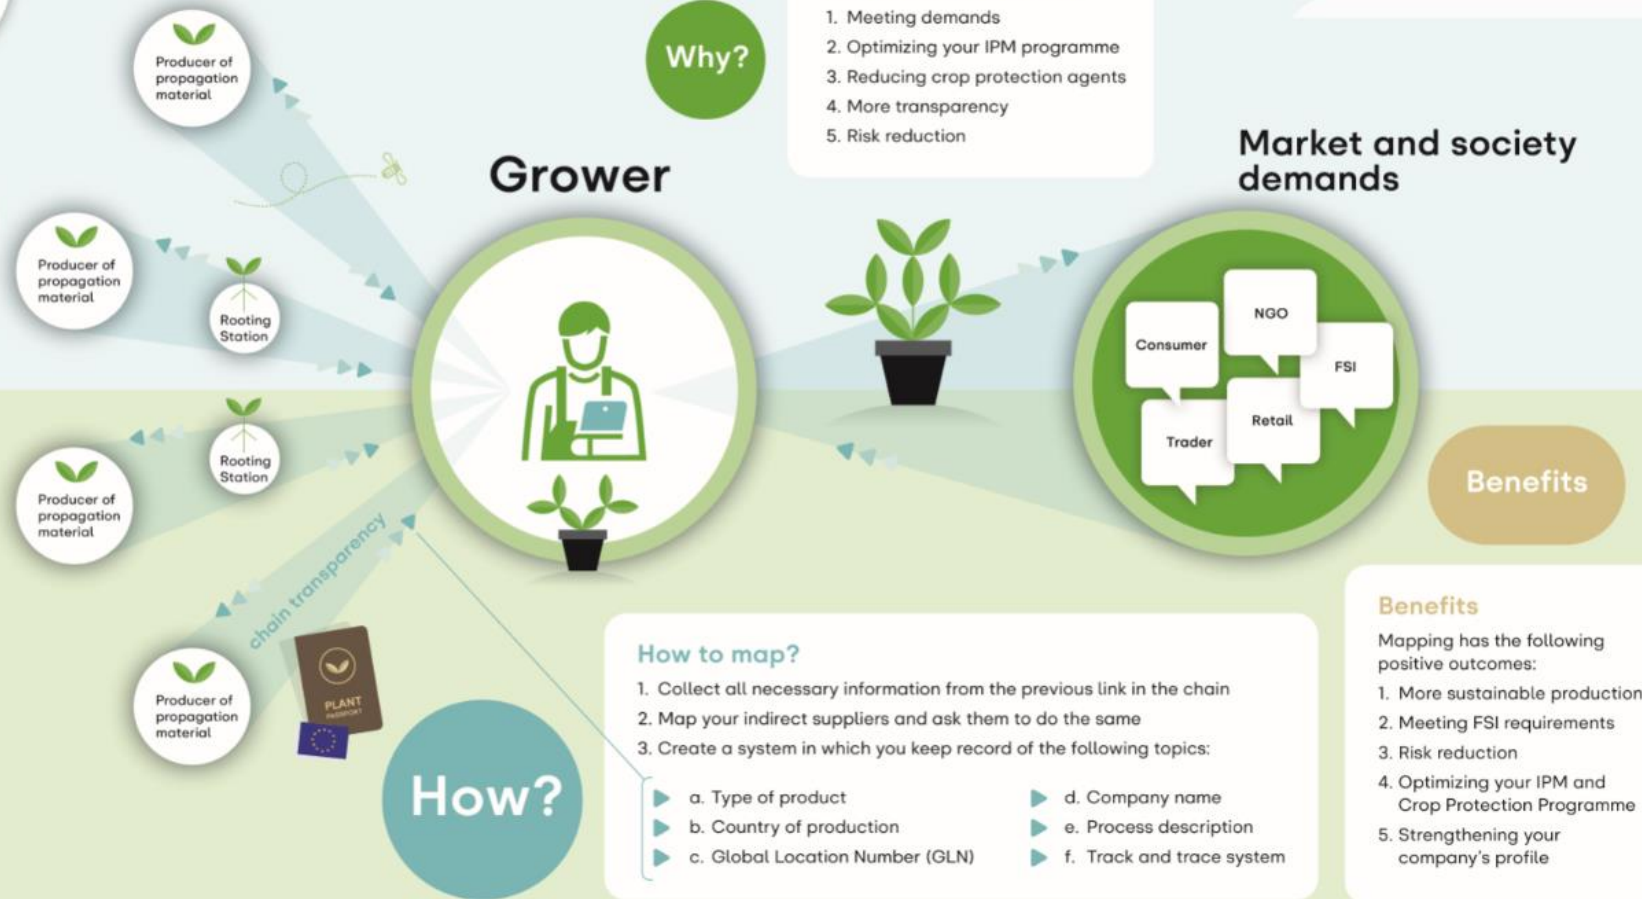 Producer of
propagation
material
Why?
1. Meeting demands
2. Optimizing your IPM programme
3. Reducing crop protection agents
4. More transparency
5. Risk reduction
Grower
Market and society
demands
Producer of
propagation
material
Rooting
Station
Consumer
NGO
FSI
Trader
Retail
Rooting
Station
Producer of
propagation
material
Benefits
chain transparency
Producer of
propagation
material
PLANT
PASSPORT
How?
How to map?
1. Collect all necessary information from the previous link in the chain
2. Map your indirect suppliers and ask them to do the same
3. Create a system in which you keep record of the following topics:
a. Type of product
b. Country of production
c. Global Location Number (GLN)
d. Company name
e. Process description
f. Track and trace system
Benefits
Mapping has the following
positive outcomes:
1. More sustainable production
2. Meeting FSI requirements
3. Risk reduction
4. Optimizing your IPM and
Crop Protection Programme
5. Strengthening your
company's profile